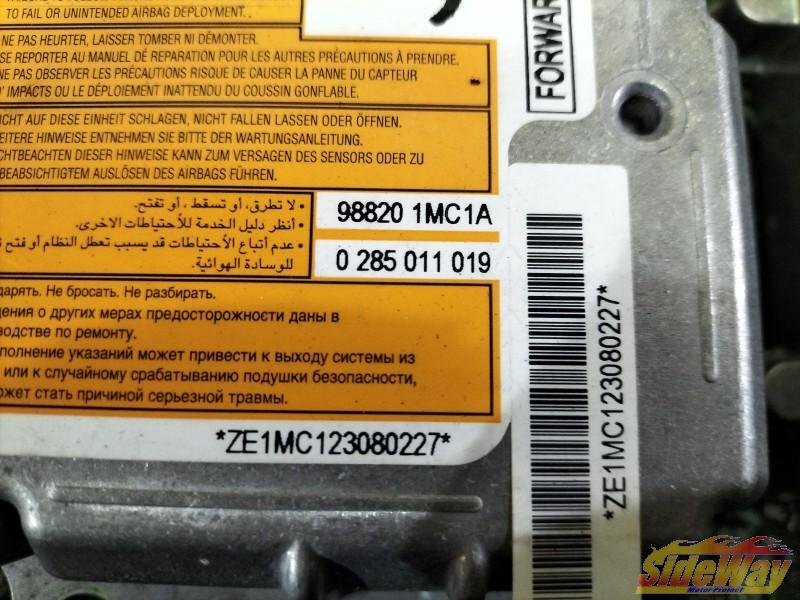 TO FAIL OR UNINTENDED AIRBAG DEPLOYMENT.
NE PAS HEURTER, LAISSER TOMBER NI DÉMONTER.
SE REPORTER AU MANUEL DE RÉPARATION POUR LES AUTRES PRÉCAUTIONS À PRENDRE.
NE PAS OBSERVER LES PRÉCAUTIONS RISQUE DE CAUSER LA PANNE DU CAPTEUR
D'IMPACTS OU LE DÉPLOIEMENT INATTENDU DU COUSSIN GONFLABLE.
NICHT AUF DIESE EINHEIT SCHLAGEN, NICHT FALLEN LASSEN ODER ÖFFNEN.
WEITERE HINWEISE ENTNEHMEN SIE BITTE DER WARTUNGSANLEITUNG.
NICHTBEACHTEN DIESER HINWEISE KANN ZUM VERSAGEN DES SENSORS ODER ZU
UNBEABSICHTIGTEM AUSLÖSEN DES AIRBAGS FÜHREN.
• لا تطرق، أو تسقط، أو تفتح.
• أنظر دليل الخدمة للأحتياطات الاخرى.
• عدم أتباع الأحتياطات قد يسبب تعطل النظام أو فتح
للوسادة الهوائية.
98820 1MC1A
0 285 011 019
ударять. Не бросать. Не разбирать.
дения о других мерах предосторожности даны в
водстве по ремонту.
полнение указаний может привести к выходу системы из
или к случайному срабатыванию подушки безопасности,
ожет стать причиной серьезной травмы.
*ZE1MC123080227*
FORWAR
*ZE1MC123080227*
SideWay
Motor Project